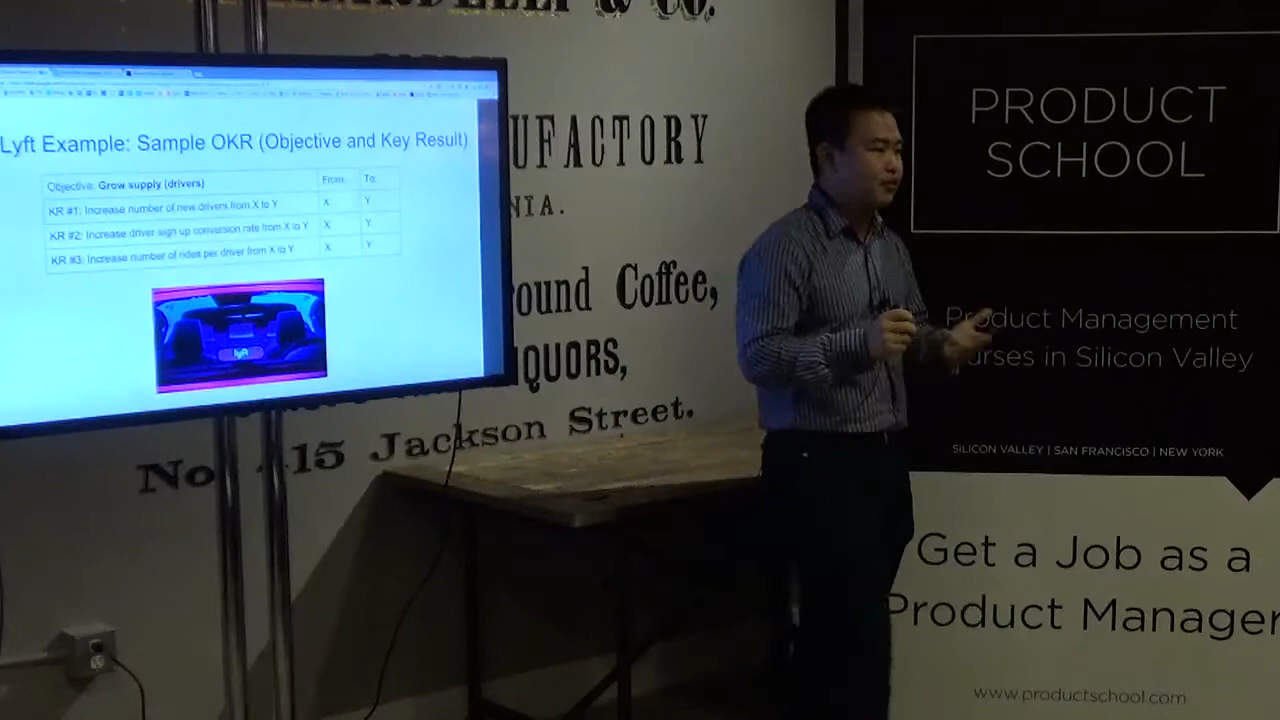 Lyft Example: Sample OKR (Objective and Key Result)
Objective: Grow supply (drivers) From: To:
KR #1: Increase number of new drivers from X to Y X Y
KR #2: Increase driver sign up conversion rate from X to Y X Y
KR #3: Increase number of rides per driver from X to Y X Y
lyft
& Co.
UFACTORY
NIA.
round Coffee,
IQUORS,
No 415 Jackson Street.
PRODUCT
SCHOOL
Product Management
urses in Silicon Valley
SILICON VALLEY | SAN FRANCISCO | NEW YORK
Get a Job as a
Product Manager
www.productschool.com